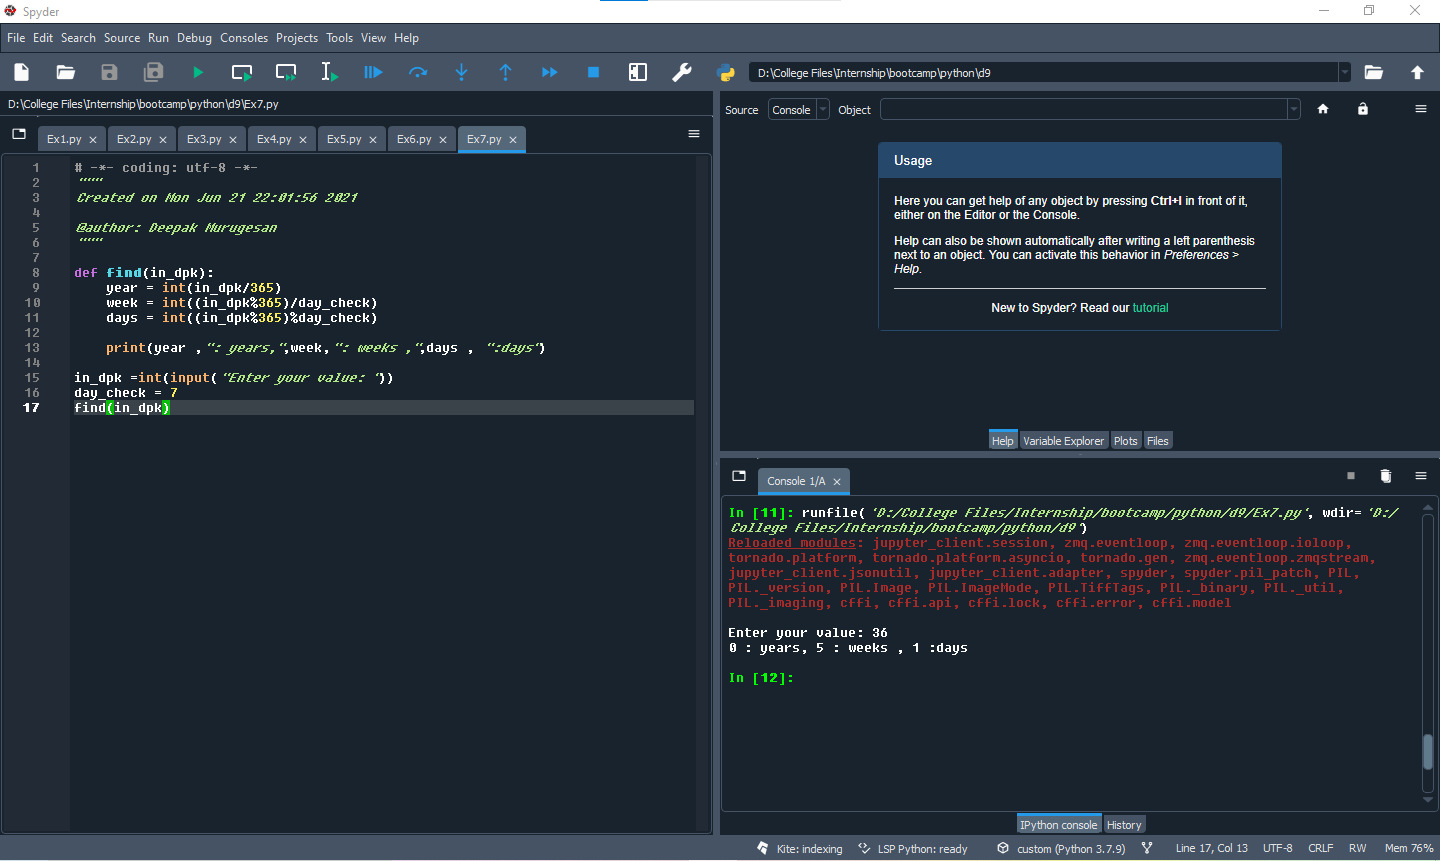 Spyder
File Edit Search Source Run Debug Consoles Projects Tools View Help
D:\College Files\Internship\bootcamp\python\d9
D:\College Files\Internship\bootcamp\python\d9\Ex7.py
Ex1.py Ex2.py Ex3.py Ex4.py Ex5.py Ex6.py Ex7.py
1 # -*- coding: utf-8 -*-
2 """
3 Created on Mon Jun 21 22:01:56 2021
4
5 @author: Deepak Murugesan
6 """
7
8 def find(in_dpk):
9     year = int(in_dpk/365)
10     week = int((in_dpk%365)/day_check)
11     days = int((in_dpk%365)%day_check)
12
13     print(year ,": years,",week,": weeks ,",days , ":days")
14
15 in_dpk =int(input("Enter your value: "))
16 day_check = 7
17 find(in_dpk)
Source Console Object
Usage
Here you can get help of any object by pressing Ctrl+I in front of it,
either on the Editor or the Console.
Help can also be shown automatically after writing a left parenthesis
next to an object. You can activate this behavior in Preferences >
Help.
New to Spyder? Read our tutorial
Help Variable Explorer Plots Files
Console 1/A
In [11]: runfile('D:/College Files/Internship/bootcamp/python/d9/Ex7.py', wdir='D:/
College Files/Internship/bootcamp/python/d9')
Reloaded modules: jupyter_client.session, zmq.eventloop, zmq.eventloop.ioloop,
tornado.platform, tornado.platform.asyncio, tornado.gen, zmq.eventloop.zmqstream,
jupyter_client.jsonutil, jupyter_client.adapter, spyder, spyder.pil_patch, PIL,
PIL._version, PIL.Image, PIL.ImageMode, PIL.TiffTags, PIL._binary, PIL._util,
PIL._imaging, cffi, cffi.api, cffi.lock, cffi.error, cffi.model
Enter your value: 36
0 : years, 5 : weeks , 1 :days
In [12]:
IPython console History
Kite: indexing LSP Python: ready custom (Python 3.7.9) Line 17, Col 13 UTF-8 CRLF RW Mem 76%